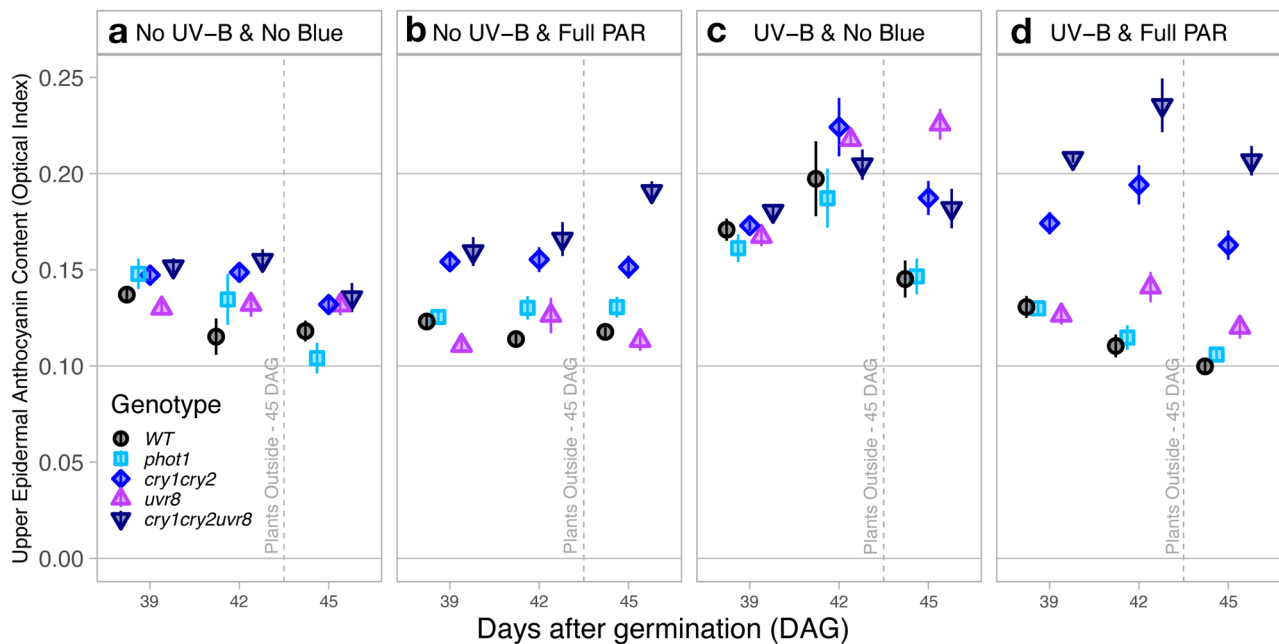 a No UV−B & No Blue
b No UV−B & Full PAR
c UV−B & No Blue
d UV−B & Full PAR
Upper Epidermal Anthocyanin Content (Optical Index)
0.25
0.20
0.15
0.10
0.05
0.00
Genotype
WT
phot1
cry1cry2
uvr8
cry1cry2uvr8
Plants Outside - 45 DAG
Plants Outside - 45 DAG
Plants Outside - 45 DAG
Plants Outside - 45 DAG
39 42 45
39 42 45
39 42 45
39 42 45
Days after germination (DAG)